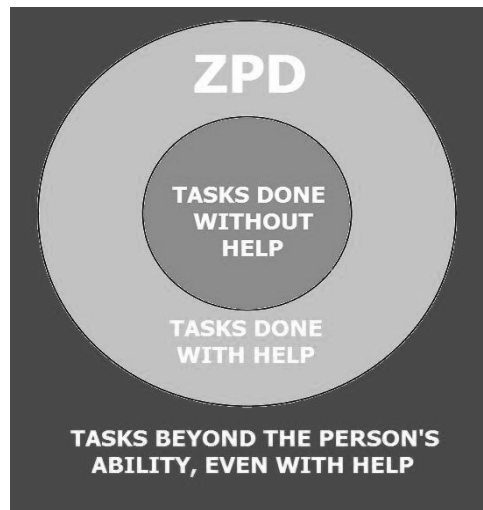 ZPD
TASKS DONE
WITHOUT
HELP
TASKS DONE
WITH HELP
TASKS BEYOND THE PERSON'S
ABILITY, EVEN WITH HELP